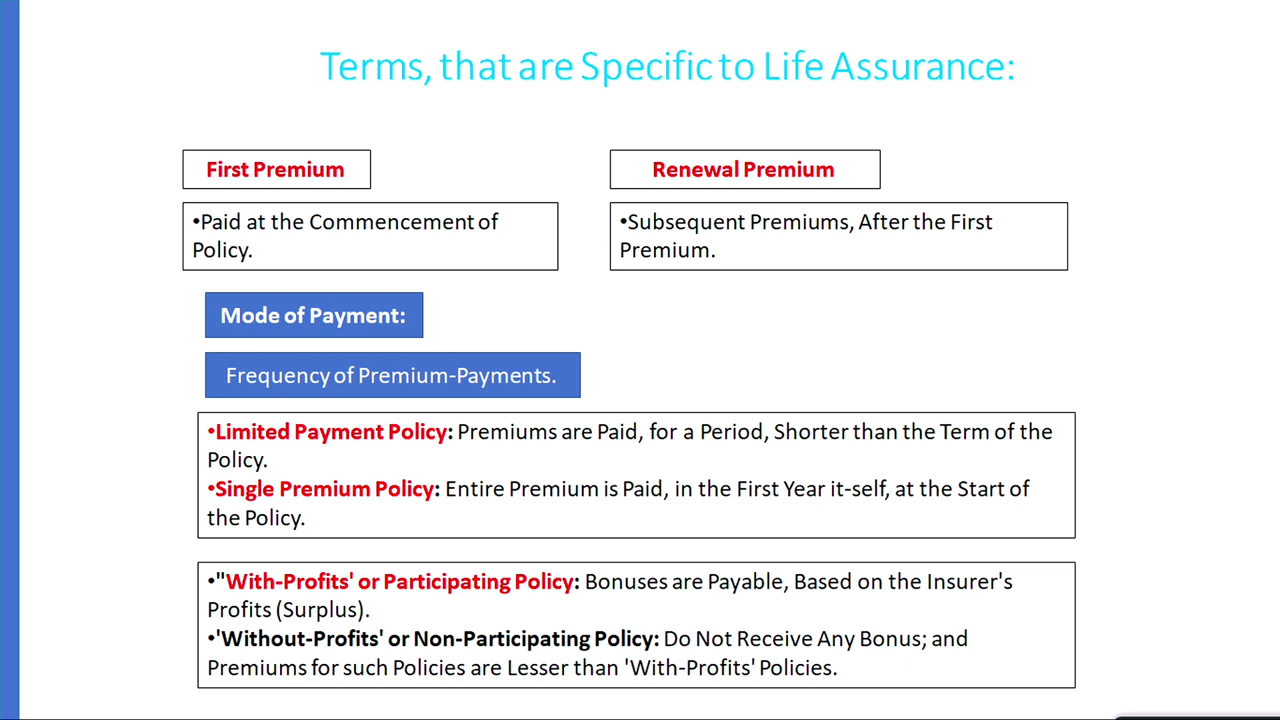 Terms, that are Specific to Life Assurance:
First Premium
Renewal Premium
•Paid at the Commencement of
Policy.
•Subsequent Premiums, After the First
Premium.
Mode of Payment:
Frequency of Premium-Payments.
•Limited Payment Policy: Premiums are Paid, for a Period, Shorter than the Term of the
Policy.
•Single Premium Policy: Entire Premium is Paid, in the First Year it-self, at the Start of
the Policy.
•"With-Profits' or Participating Policy: Bonuses are Payable, Based on the Insurer's
Profits (Surplus).
•'Without-Profits' or Non-Participating Policy: Do Not Receive Any Bonus; and
Premiums for such Policies are Lesser than 'With-Profits' Policies.